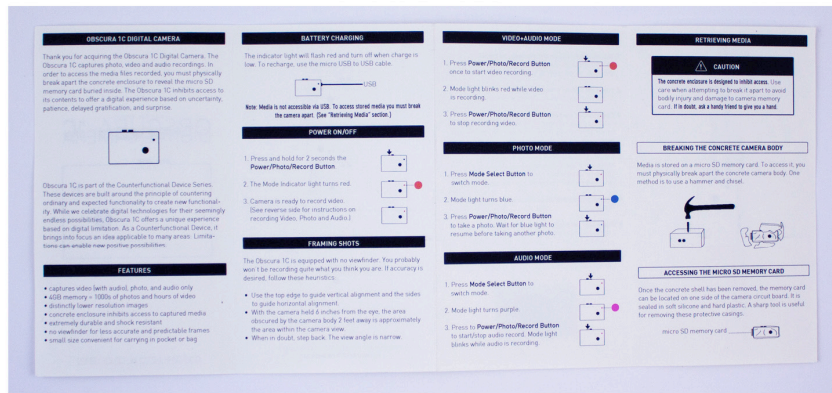 OBSCURA 1C DIGITAL CAMERA
Thank you for acquiring the Obscura 1C Digital Camera. The
Obscura 1C captures photo, video and audio recordings. In
order to access the media files recorded, you must physically
break apart the concrete enclosure to reveal the micro SD
memory card buried inside. The Obscura 1C inhibits access to
its contents to offer a digital experience based on uncertainty,
patience, delayed gratification, and surprise.
Obscura 1C is part of the Counterfunctional Device Series.
These devices are built around the principle of countering
ordinary and expected functionality to create new functional-
ity. While we celebrate digital technologies for their seemingly
endless possibilities, Obscura 1C offers a unique experience
based on digital limitation. As a Counterfunctional Device, it
brings into focus an idea applicable to many areas. Limita-
tions can enable new positive possibilities.
FEATURES
• captures video (with audio), photo, and audio only
• 4GB memory = 1000s of photos and hours of video
• distinctly lower resolution images
• concrete enclosure inhibits access to captured media
• extremely durable and shock resistant
• no viewfinder for less accurate and predictable frames
• small size convenient for carrying in pocket or bag
BATTERY CHARGING
The indicator light will flash red and turn off when charge is
low. To recharge, use the micro USB to USB cable.
USB
Note: Media is not accessible via USB. To access stored media you must break
the camera apart. (See "Retrieving Media" section.)
POWER ON/OFF
1. Press and hold for 2 seconds the
Power/Photo/Record Button.
2. The Mode Indicator light turns red.
3. Camera is ready to record video.
(See reverse side for instructions on
recording Video, Photo and Audio.)
FRAMING SHOTS
The Obscura 1C is equipped with no viewfinder. You probably
won't be recording quite what you think you are. If accuracy is
desired, follow these heuristics:
• Use the top edge to guide vertical alignment and the sides
to guide horizontal alignment.
• With the camera held 6 inches from the eye, the area
obscured by the camera body 2 feet away is approximately
the area within the camera view.
• When in doubt, step back. The view angle is narrow.
VIDEO+AUDIO MODE
1. Press Power/Photo/Record Button
once to start video recording.
2. Mode light blinks red while video
is recording.
3. Press Power/Photo/Record Button
to stop recording video.
PHOTO MODE
1. Press Mode Select Button to
switch mode.
2. Mode light turns blue.
3. Press Power/Photo/Record Button
to take a photo. Wait for blue light to
resume before taking another photo.
AUDIO MODE
1. Press Mode Select Button to
switch mode.
2. Mode light turns purple.
3. Press to Power/Photo/Record Button
to start/stop audio record. Mode light
blinks while audio is recording.
RETRIEVING MEDIA
CAUTION
The concrete enclosure is designed to inhibit access. Use
care when attempting to break it apart to avoid
bodily injury and damage to camera memory
card. If in doubt, ask a handy friend to give you a hand.
BREAKING THE CONCRETE CAMERA BODY
Media is stored on a micro SD memory card. To access it, you
must physically break apart the concrete camera body. One
method is to use a hammer and chisel.
ACCESSING THE MICRO SD MEMORY CARD
Once the concrete shell has been removed, the memory card
can be located on one side of the camera circuit board. It is
sealed in soft silicone and hard plastic. A sharp tool is useful
for removing these protective casings.
micro SD memory card